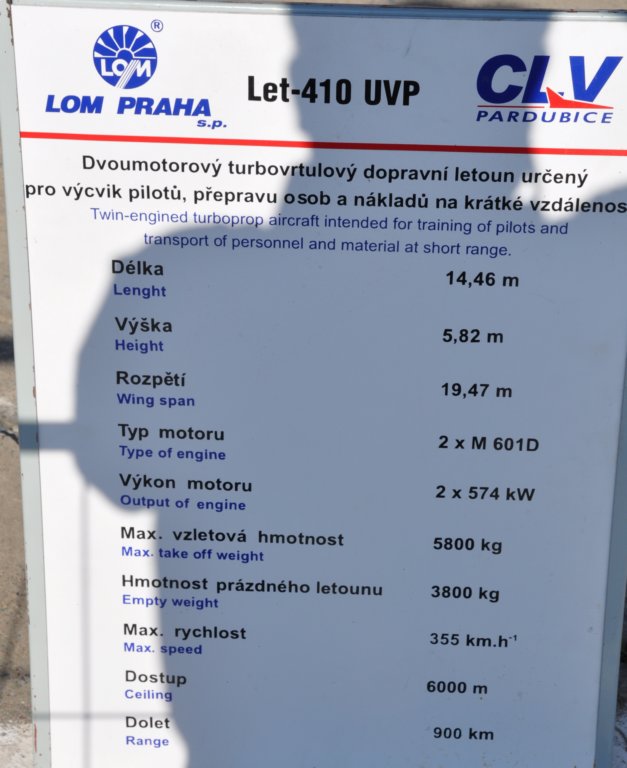 LOM
®
LOM PRAHA
s.p.
Let-410 UVP
CLV
PARDUBICE
Dvoumotorový turbovrtulový dopravní letoun určený
pro výcvik pilotů, přepravu osob a nákladů na krátké vzdálenos
Twin-engined turboprop aircraft intended for training of pilots and
transport of personnel and material at short range.
Délka 14,46 m
Lenght
Výška 5,82 m
Height
Rozpětí 19,47 m
Wing span
Typ motoru 2 x M 601D
Type of engine
Výkon motoru 2 x 574 kW
Output of engine
Max. vzletová hmotnost 5800 kg
Max. take off weight
Hmotnost prázdného letounu 3800 kg
Empty weight
Max. rychlost 355 km.h⁻¹
Max. speed
Dostup 6000 m
Ceiling
Dolet 900 km
Range